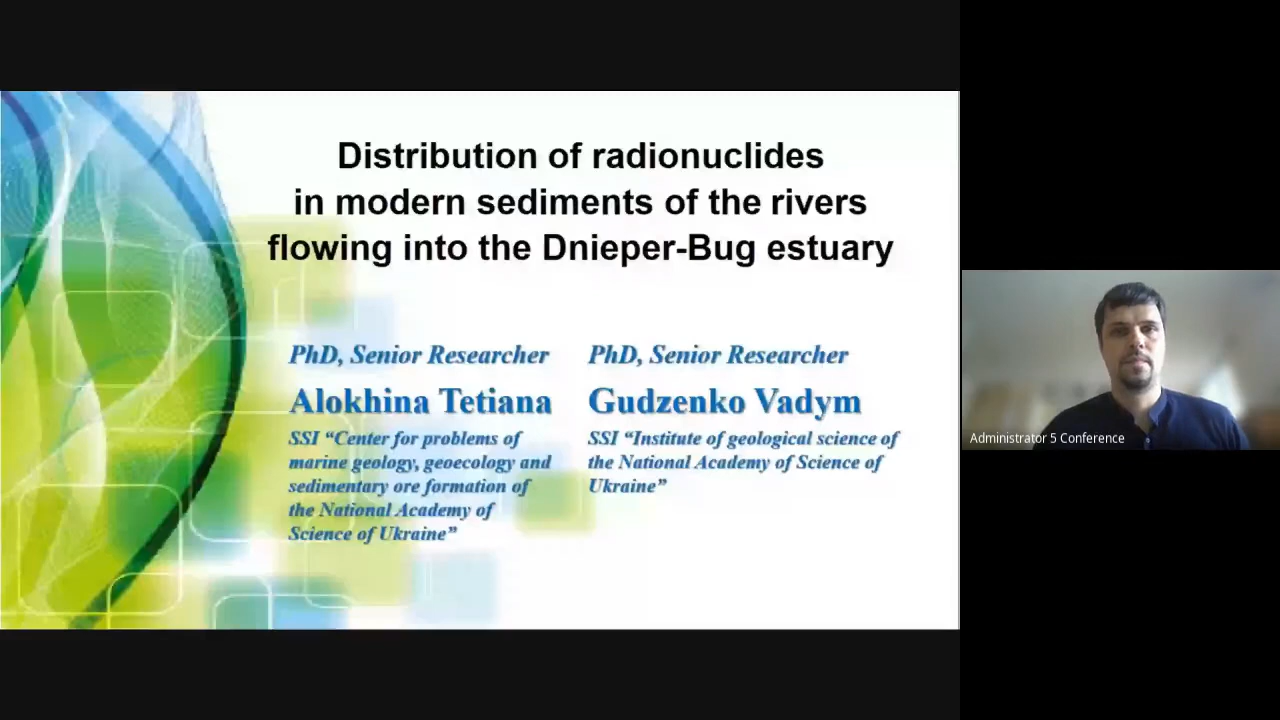 Distribution of radionuclides
in modern sediments of the rivers
flowing into the Dnieper-Bug estuary
PhD, Senior Researcher
Alokhina Tetiana
SSI “Center for problems of
marine geology, geoecology and
sedimentary ore formation of
the National Academy of
Science of Ukraine”
PhD, Senior Researcher
Gudzenko Vadym
SSI “Institute of geological science of
the National Academy of Science of
Ukraine”
Administrator 5 Conference